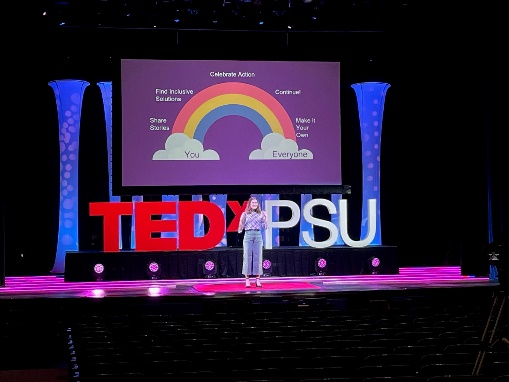 Celebrate Action
Find Inclusive
Solutions
Continue!
Share
Stories
Make it
Your
Own
You
Everyone
TEDxPSU